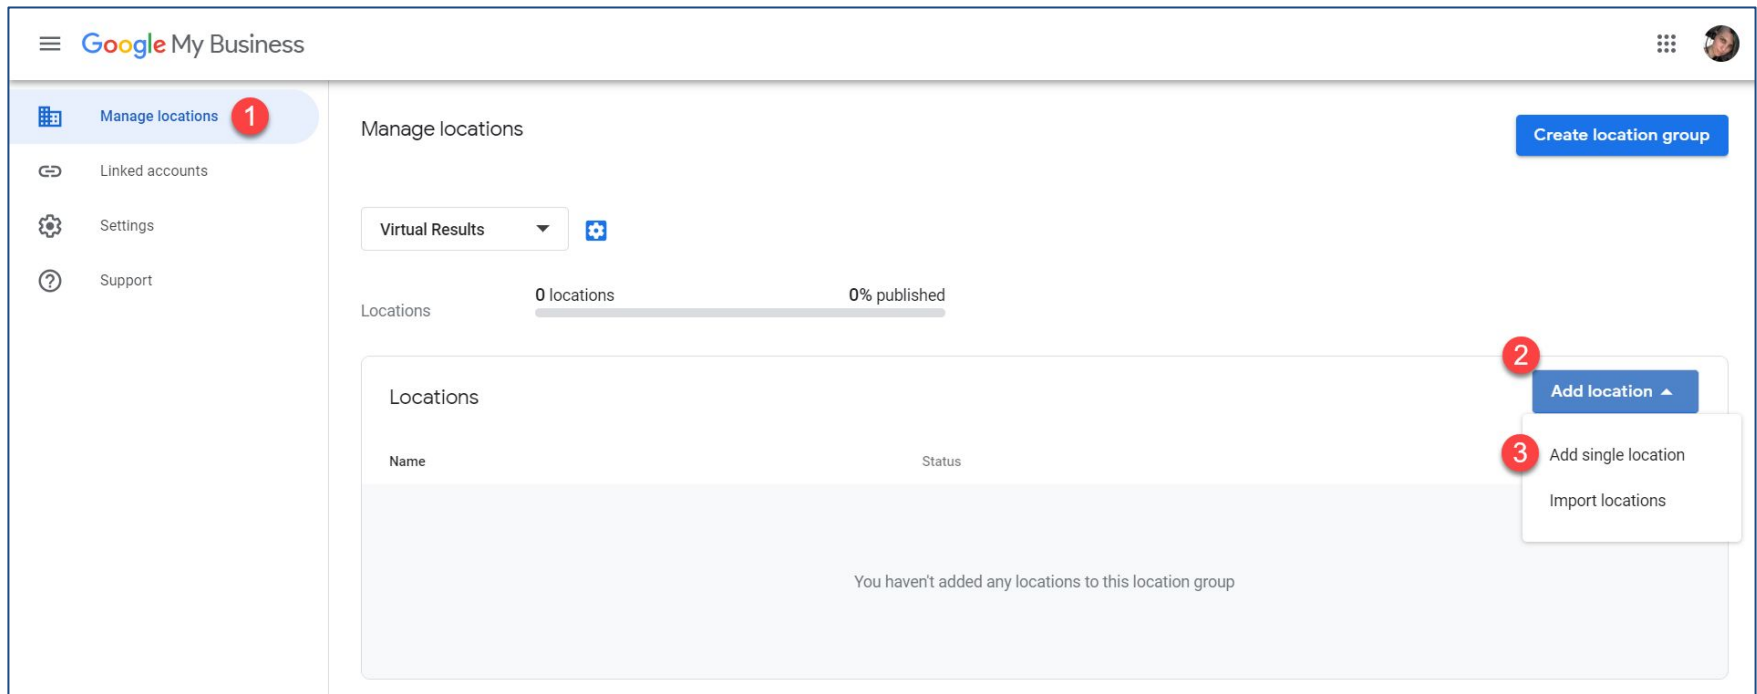 Google My Business
Manage locations 1
Linked accounts
Settings
Support
Manage locations
Create location group
Virtual Results
Locations
0 locations
0% published
Locations
2
Add location
3 Add single location
Import locations
Name
Status
You haven't added any locations to this location group